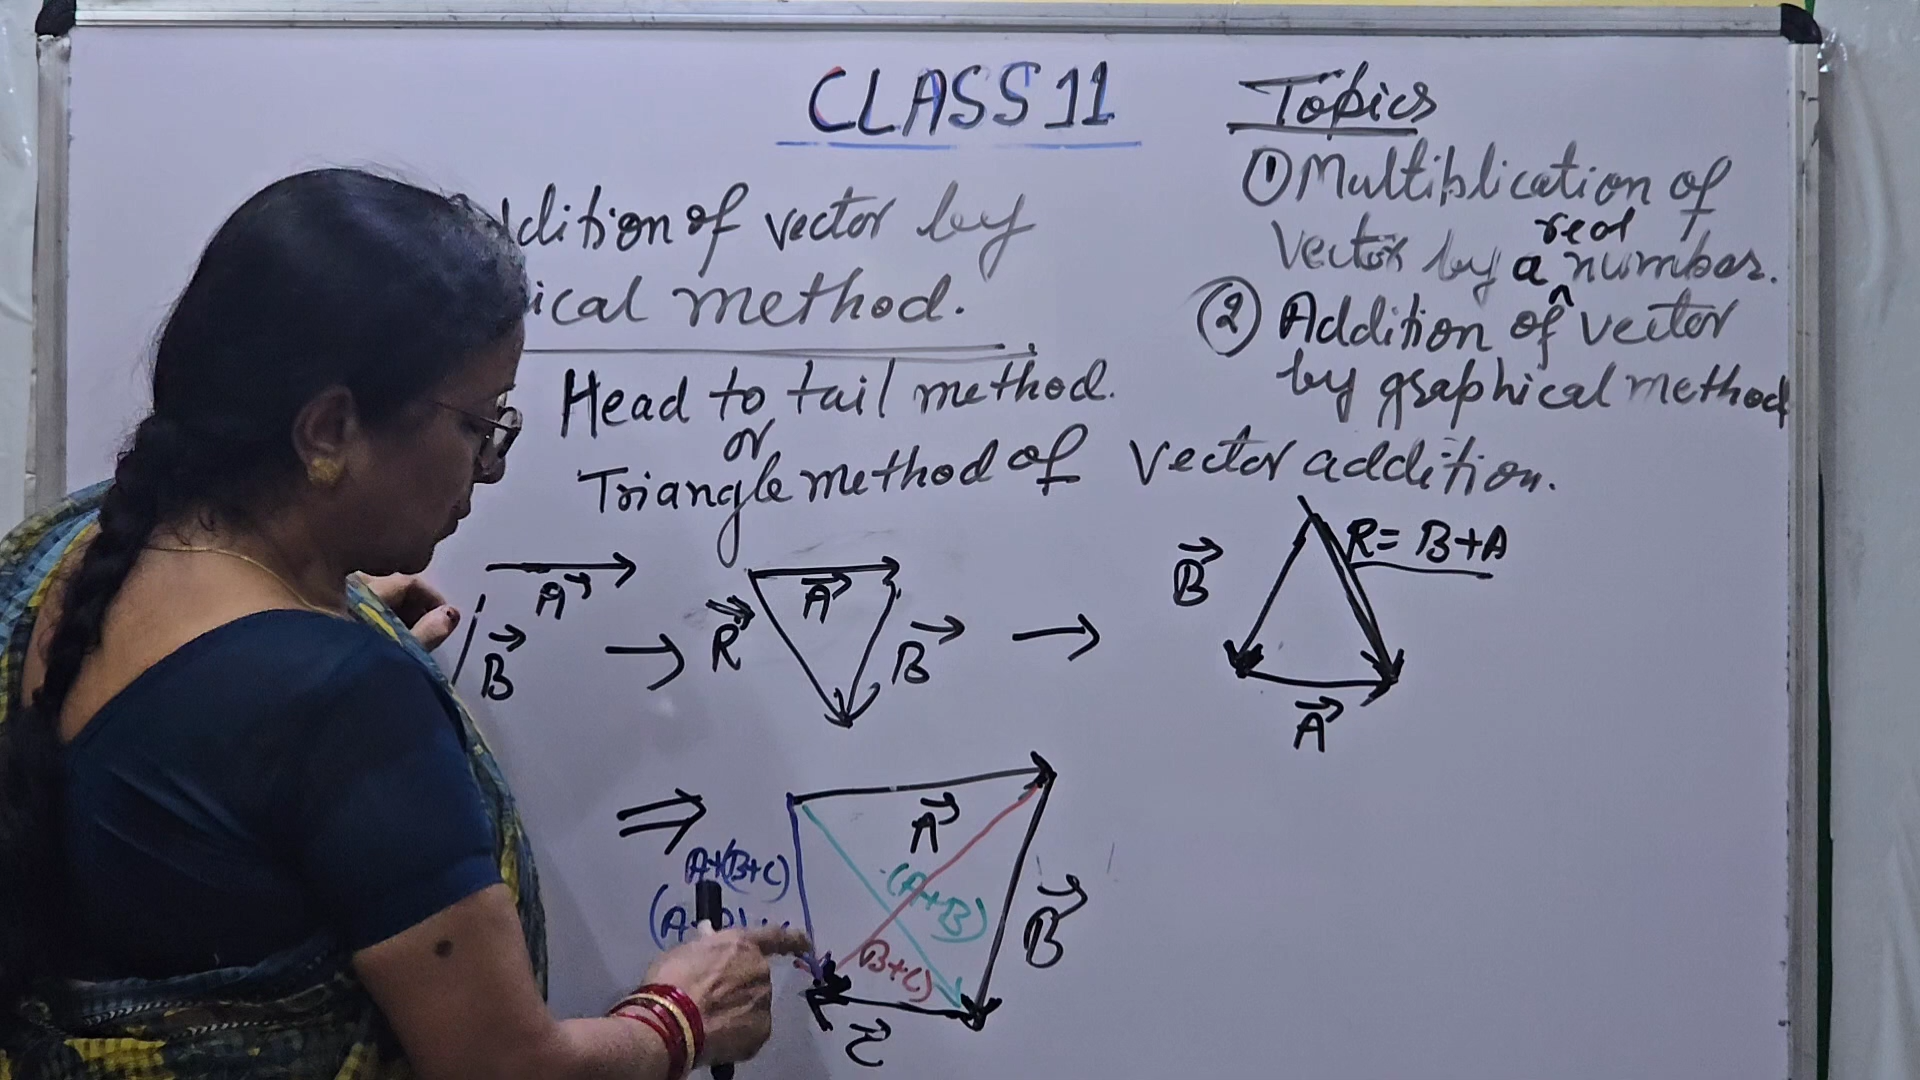 CLASS 11
Topics
① Multiplication of
vector by a real number.
② Addition of vector
by graphical method
dition of vector by
ical method.
Head to tail method.
or
Triangle method of vector addition.
A
B
R
A
B
B
R = B+A
A
A
A+(B+C)
(A+B)
B
(B+C)
C